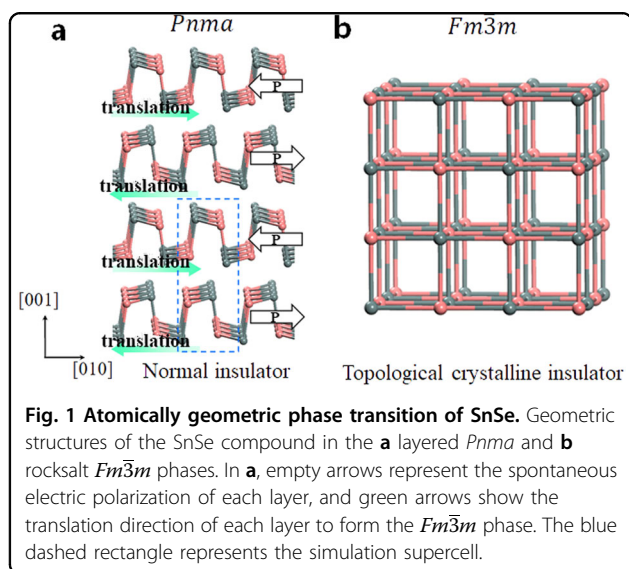 a
Pnma
b
Fm3̅m
P
translation
P
translation
P
translation
P
translation
[001]
[010]
Normal insulator
Topological crystalline insulator
Fig. 1 Atomically geometric phase transition of SnSe. Geometric
structures of the SnSe compound in the a layered Pnma and b
rocksalt Fm3̅m phases. In a, empty arrows represent the spontaneous
electric polarization of each layer, and green arrows show the
translation direction of each layer to form the Fm3̅m phase. The blue
dashed rectangle represents the simulation supercell.